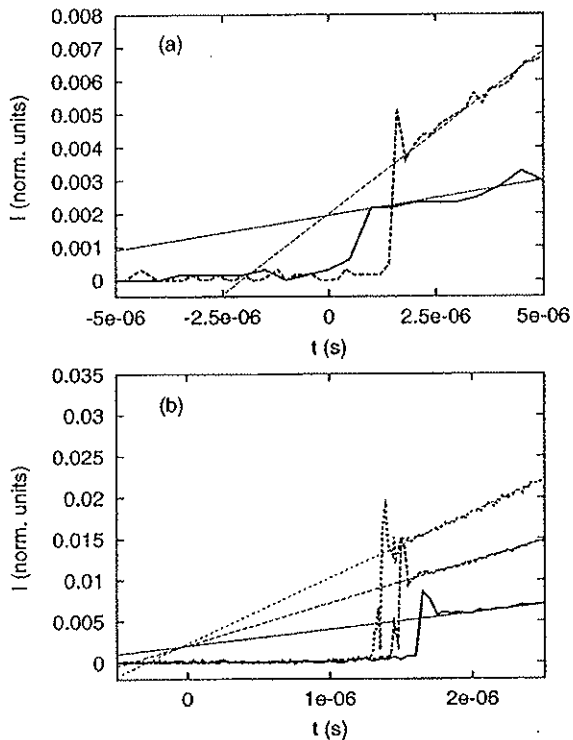 0.008
(a)
0.007
0.006
0.005
0.004
0.003
0.002
0.001
0
I (norm. units)
-5e-06 -2.5e-06 0 2.5e-06 5e-06
t (s)
0.035
(b)
0.03
0.025
0.02
0.015
0.01
0.005
0
I (norm. units)
0 1e-06 2e-06
t (s)